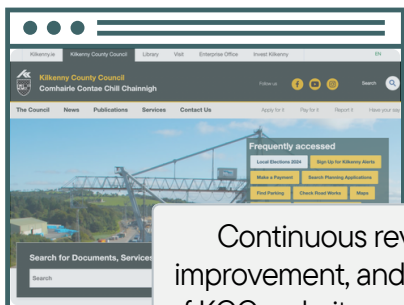 Kilkenny.ie Kilkenny County Council Library Visit Enterprise Office Invest Kilkenny EN
Kilkenny County Council
Comhairle Contae Chill Chainnigh
Follow us Search
The Council News Publications Services Contact Us Apply for it Pay for it Report it Have your say
Frequently accessed
Local Elections 2024 Sign Up for Kilkenny Alerts
Make a Payment Search Planning Applications
Find Parking Check Road Works Maps
Search for Documents, Services
Search
Continuous rev
improvement, and